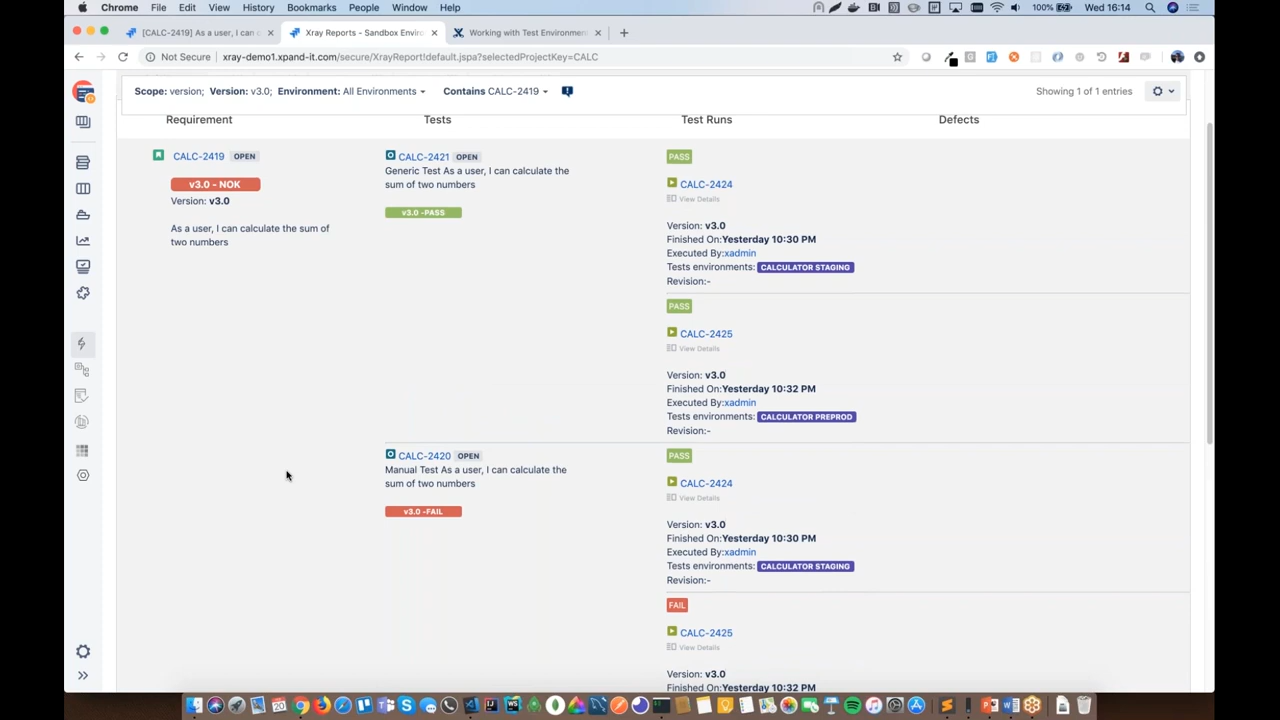 Chrome File Edit View History Bookmarks People Window Help 100% Wed 16:14
[CALC-2419] As a user, I can c Xray Reports - Sandbox Enviro Working with Test Environment
Not Secure xray-demo1.xpand-it.com/secure/XrayReport!default.jspa?selectedProjectKey=CALC
Scope: version; Version: v3.0; Environment: All Environments Contains CALC-2419 Showing 1 of 1 entries
Requirement Tests Test Runs Defects
CALC-2419 OPEN
v3.0 - NOK
Version: v3.0
As a user, I can calculate the sum of
two numbers
CALC-2421 OPEN
Generic Test As a user, I can calculate the
sum of two numbers
v3.0 -PASS
PASS
CALC-2424
View Details
Version: v3.0
Finished On:Yesterday 10:30 PM
Executed By:xadmin
Tests environments: CALCULATOR STAGING
Revision:-
PASS
CALC-2425
View Details
Version: v3.0
Finished On:Yesterday 10:32 PM
Executed By:xadmin
Tests environments: CALCULATOR PREPROD
Revision:-
CALC-2420 OPEN
Manual Test As a user, I can calculate the
sum of two numbers
v3.0 -FAIL
PASS
CALC-2424
View Details
Version: v3.0
Finished On:Yesterday 10:30 PM
Executed By:xadmin
Tests environments: CALCULATOR STAGING
Revision:-
FAIL
CALC-2425
View Details
Version: v3.0
Finished On:Yesterday 10:32 PM